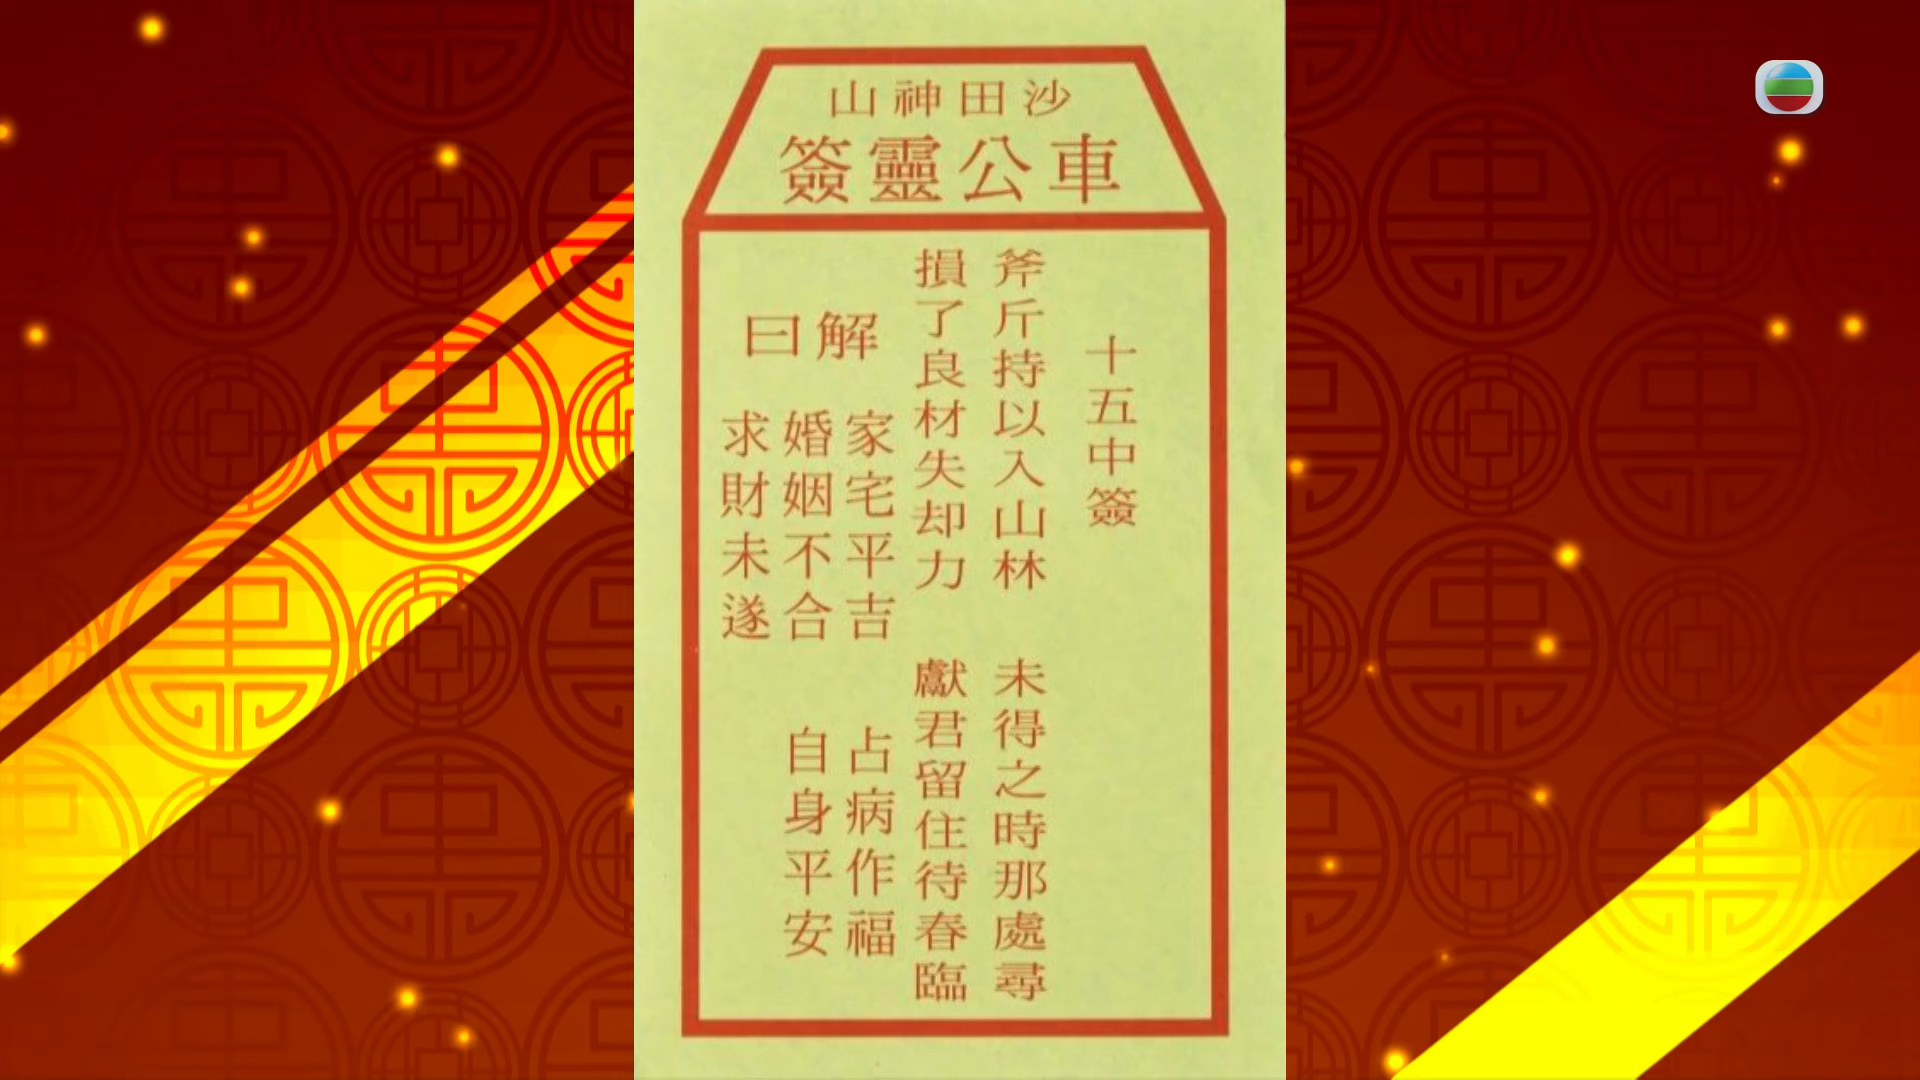 沙田神山
車公靈簽
十五中簽
斧斤持以入山林 未得之時那處尋
損了良材失却力 獻君留住待春臨
解曰
家宅平吉 占病作福
婚姻不合 自身平安
求財未遂